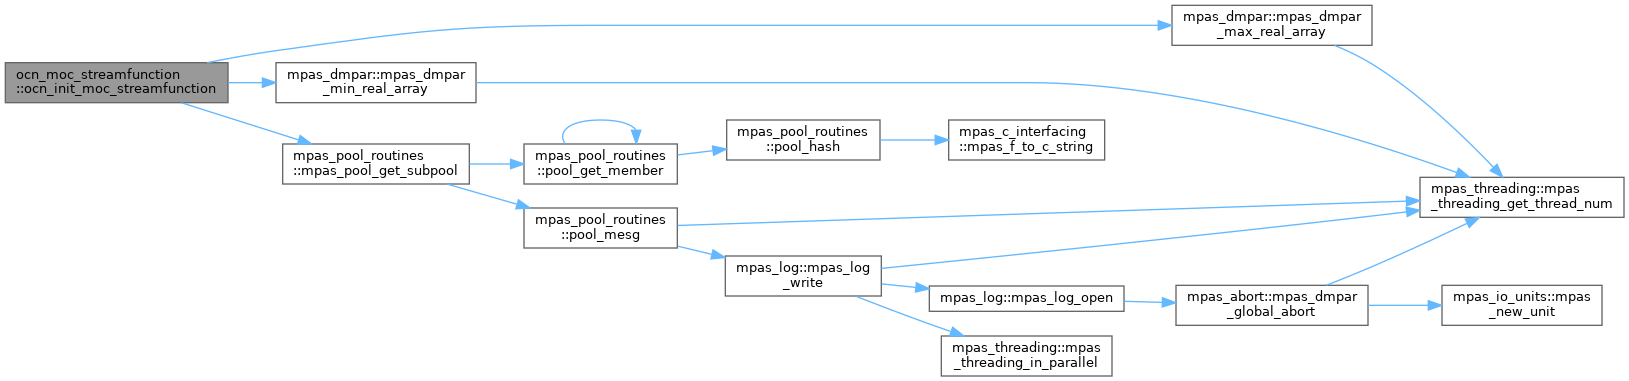 ocn_moc_streamfunction
::ocn_init_moc_streamfunction
mpas_dmpar::mpas_dmpar
_max_real_array
mpas_dmpar::mpas_dmpar
_min_real_array
mpas_pool_routines
::mpas_pool_get_subpool
mpas_pool_routines
::pool_get_member
mpas_pool_routines
::pool_hash
mpas_c_interfacing
::mpas_f_to_c_string
mpas_threading::mpas
_threading_get_thread_num
mpas_pool_routines
::pool_mesg
mpas_log::mpas_log
_write
mpas_log::mpas_log_open
mpas_abort::mpas_dmpar
_global_abort
mpas_io_units::mpas
_new_unit
mpas_threading::mpas
_threading_in_parallel